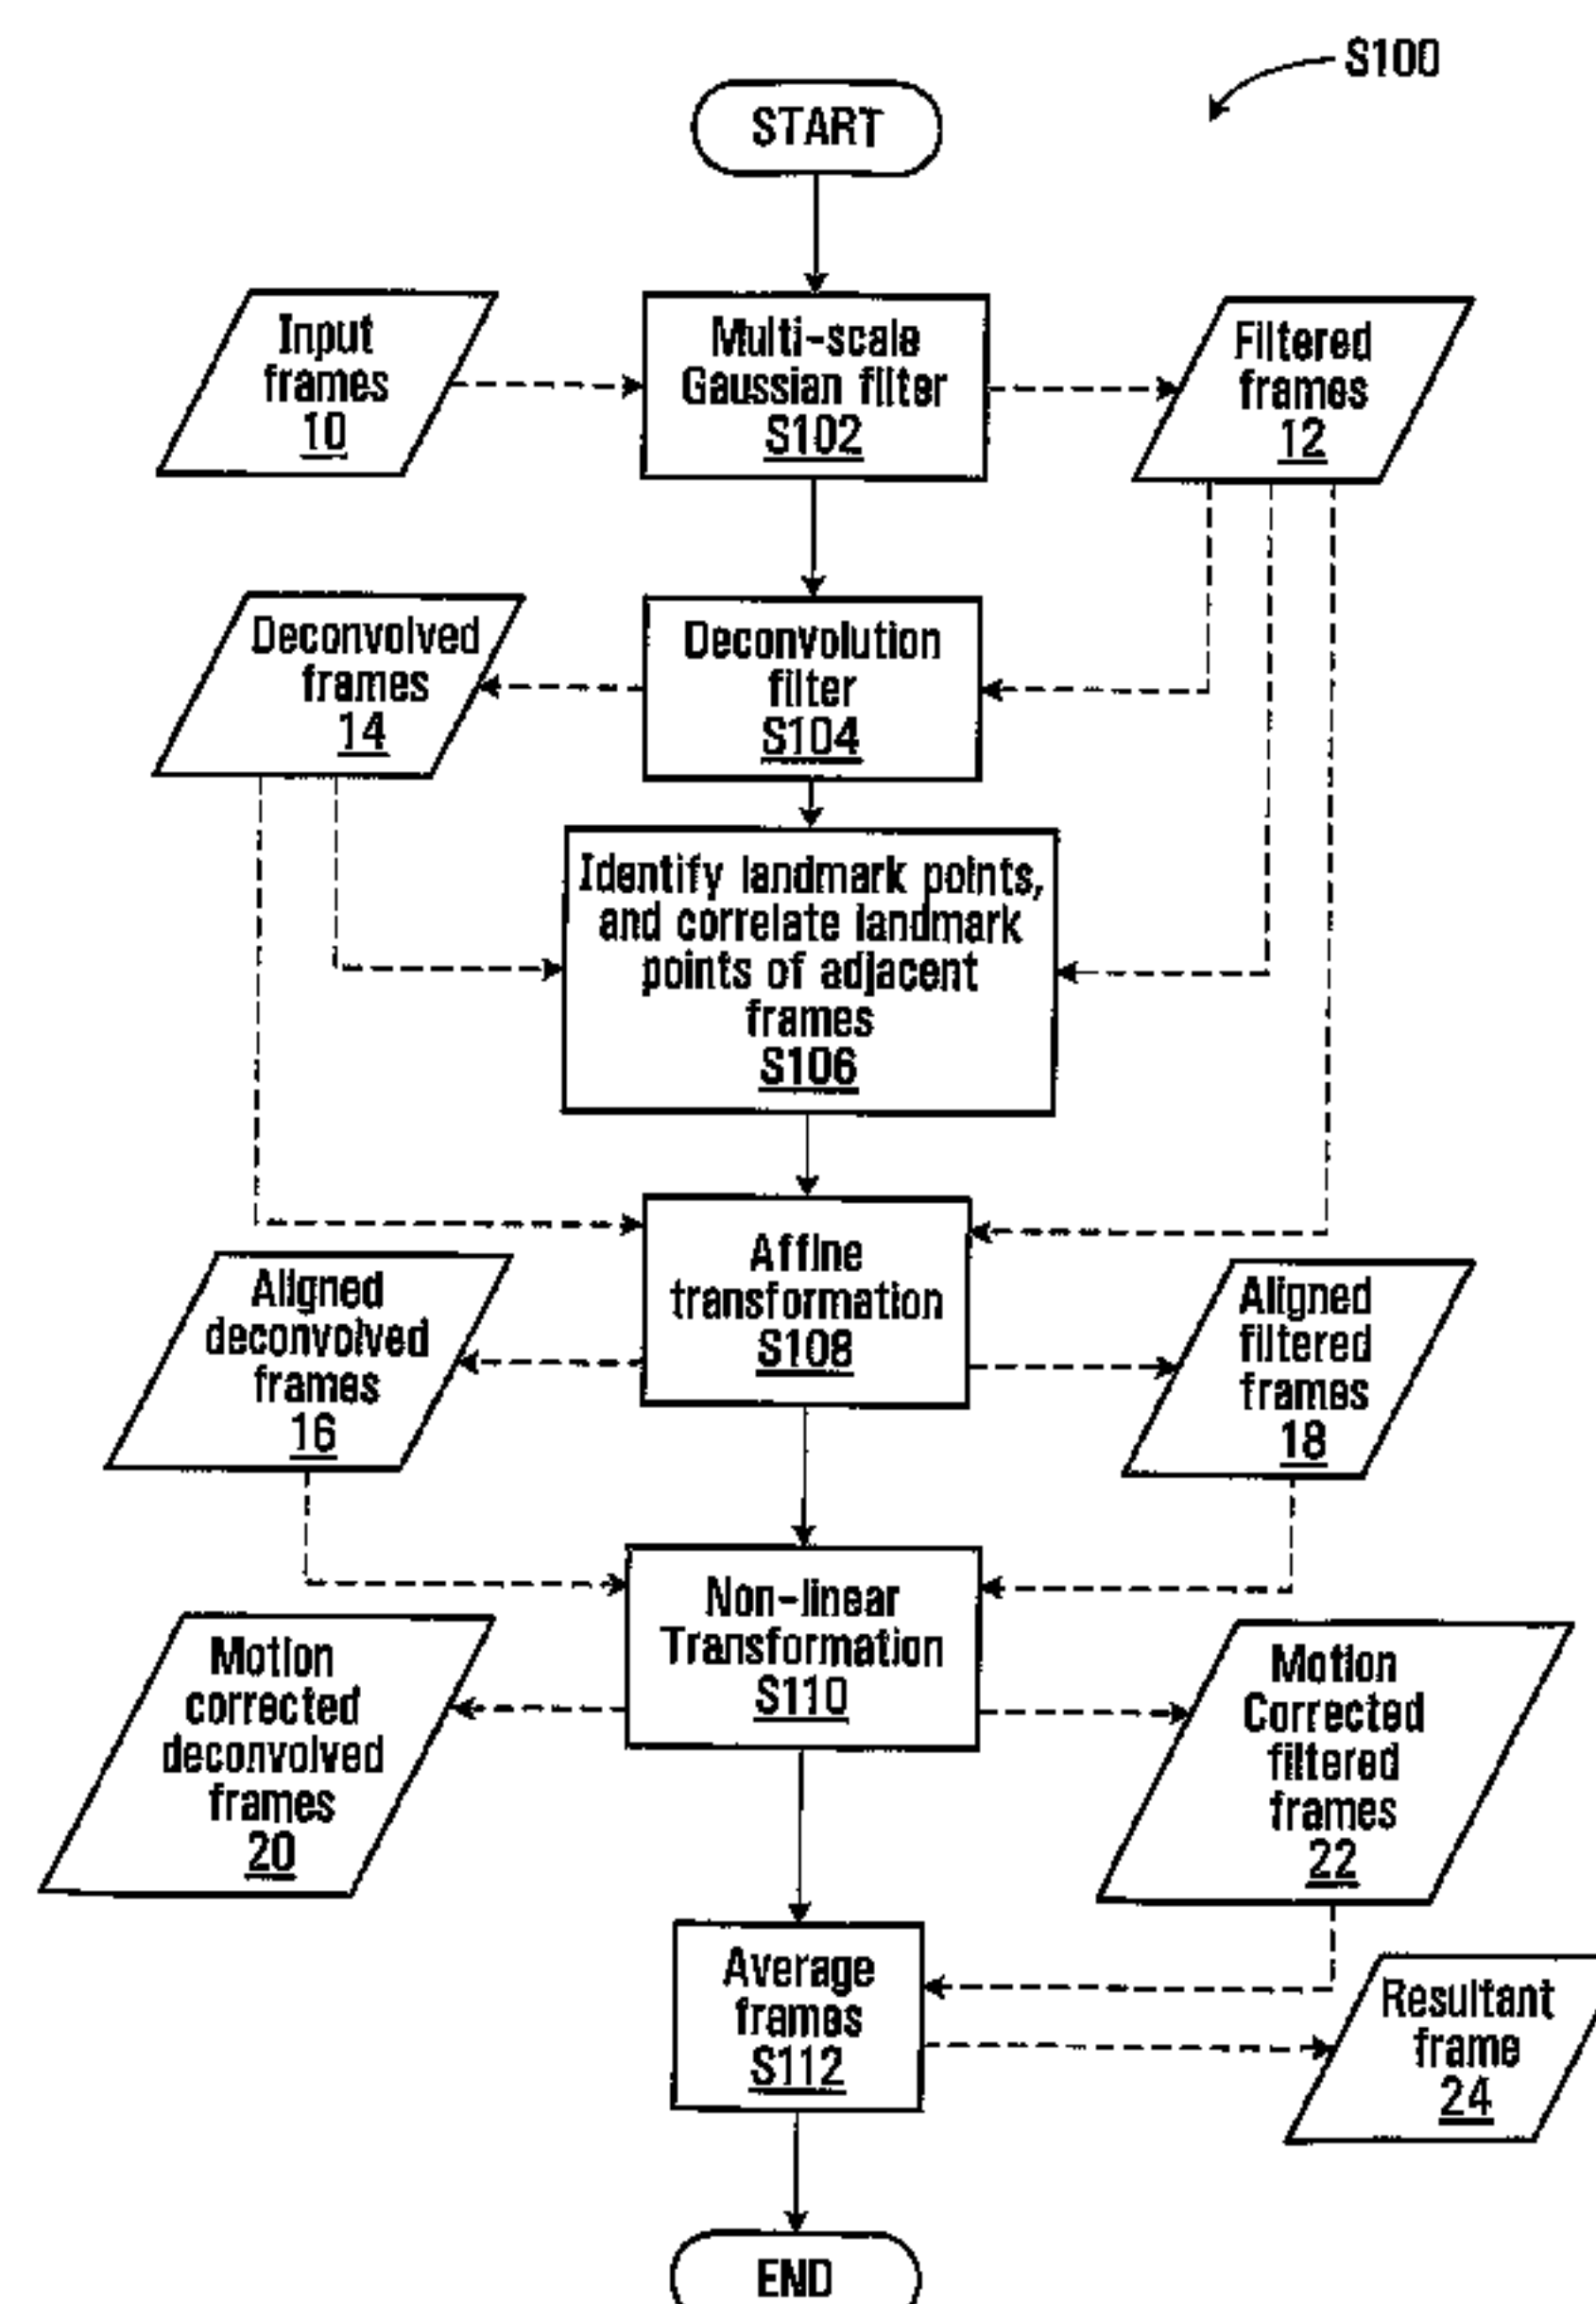 S100
START
Input
frames
10
Multi-scale
Gaussian filter
S102
Filtered
frames
12
Deconvolved
frames
14
Deconvolution
filter
S104
Identify landmark points,
and correlate landmark
points of adjacent
frames
S106
Affine
transformation
S108
Aligned
deconvolved
frames
16
Aligned
filtered
frames
18
Non-linear
Transformation
S110
Motion
corrected
deconvolved
frames
20
Motion
Corrected
filtered
frames
22
Average
frames
S112
Resultant
frame
24
END